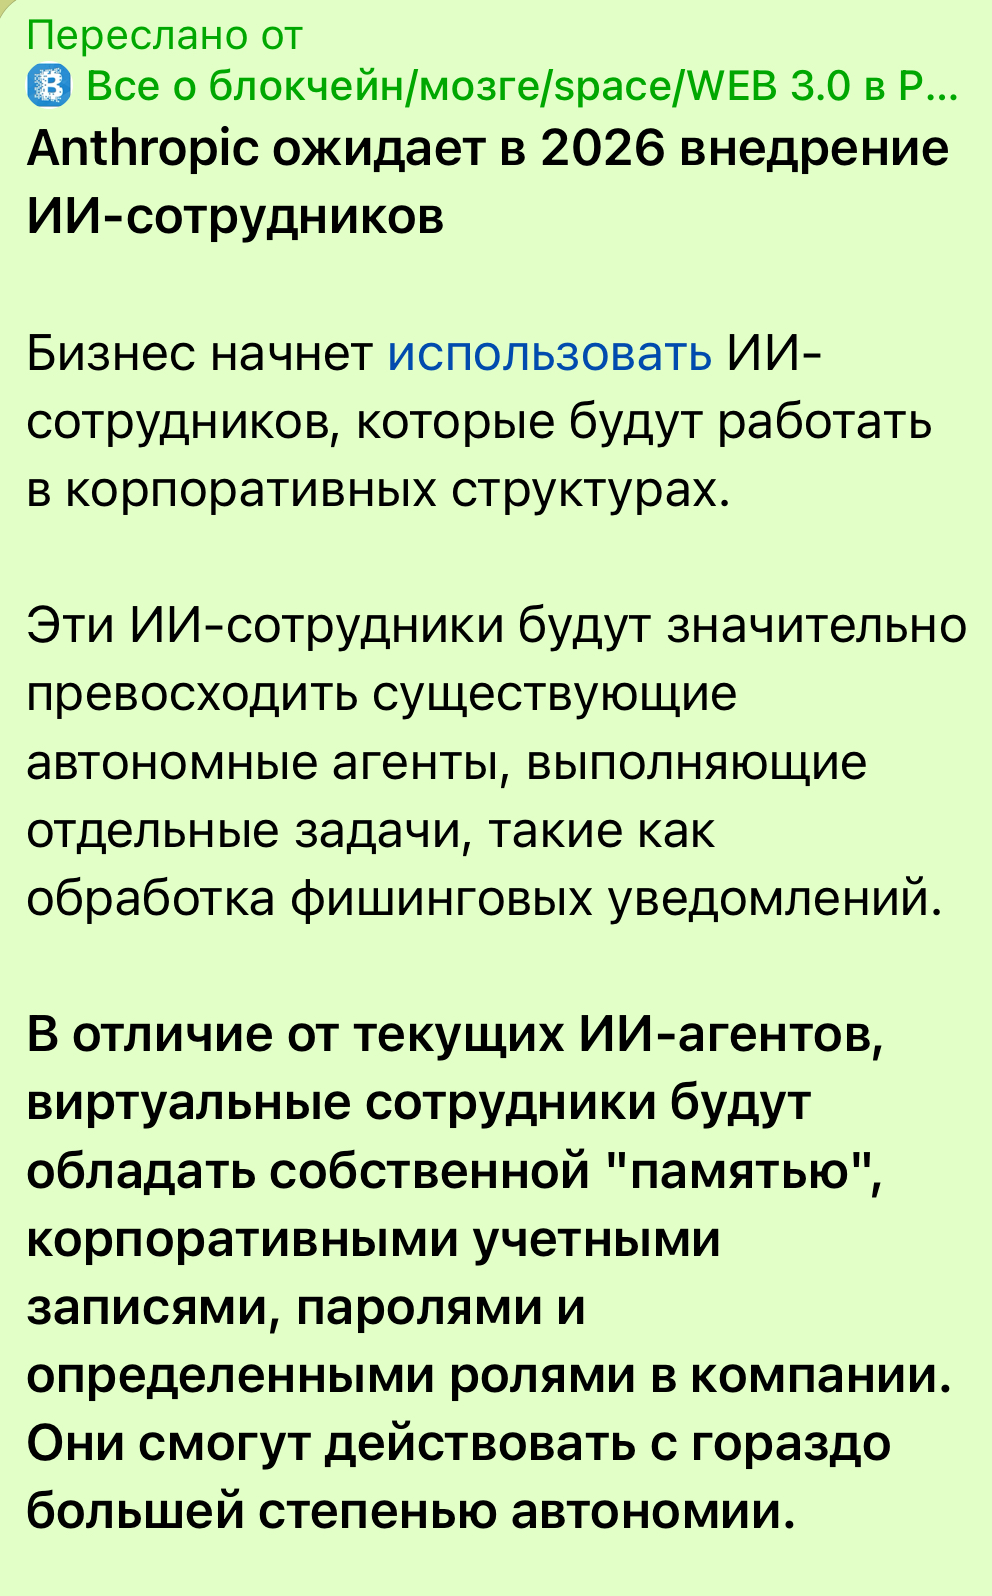 Переслано от
Все о блокчейн/мозге/space/WEB 3.0 в Р...
Anthropic ожидает в 2026 внедрение
ИИ-сотрудников
Бизнес начнет использовать ИИ-
сотрудников, которые будут работать
в корпоративных структурах.
Эти ИИ-сотрудники будут значительно
превосходить существующие
автономные агенты, выполняющие
отдельные задачи, такие как
обработка фишинговых уведомлений.
В отличие от текущих ИИ-агентов,
виртуальные сотрудники будут
обладать собственной "памятью",
корпоративными учетными
записями, паролями и
определенными ролями в компании.
Они смогут действовать с гораздо
большей степенью автономии.